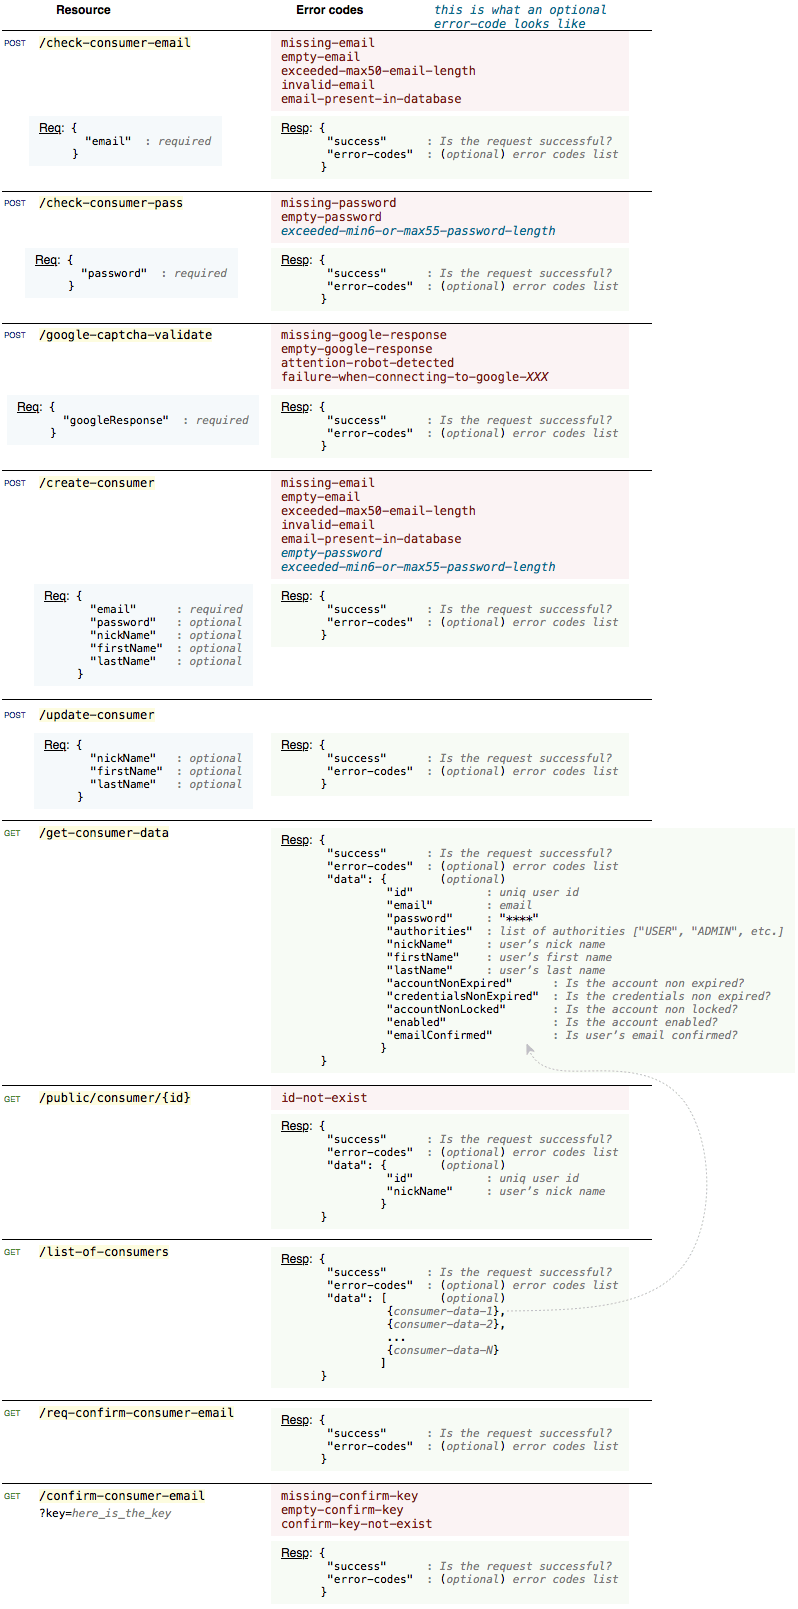 Resource Error codes this is what an optional
error-code looks like
POST /check-consumer-email
missing-email
empty-email
exceeded-max50-email-length
invalid-email
email-present-in-database
Req: {
"email" : required
}
Resp: {
"success" : Is the request successful?
"error-codes" : (optional) error codes list
}
POST /check-consumer-pass
missing-password
empty-password
exceeded-min6-or-max55-password-length
Req: {
"password" : required
}
Resp: {
"success" : Is the request successful?
"error-codes" : (optional) error codes list
}
POST /google-captcha-validate
missing-google-response
empty-google-response
attention-robot-detected
failure-when-connecting-to-google-XXX
Req: {
"googleResponse" : required
}
Resp: {
"success" : Is the request successful?
"error-codes" : (optional) error codes list
}
POST /create-consumer
missing-email
empty-email
exceeded-max50-email-length
invalid-email
email-present-in-database
empty-password
exceeded-min6-or-max55-password-length
Req: {
"email" : required
"password" : optional
"nickName" : optional
"firstName" : optional
"lastName" : optional
}
Resp: {
"success" : Is the request successful?
"error-codes" : (optional) error codes list
}
POST /update-consumer
Req: {
"nickName" : optional
"firstName" : optional
"lastName" : optional
}
Resp: {
"success" : Is the request successful?
"error-codes" : (optional) error codes list
}
GET /get-consumer-data
Resp: {
"success" : Is the request successful?
"error-codes" : (optional) error codes list
"data": { (optional)
"id" : uniq user id
"email" : email
"password" : "****"
"authorities" : list of authorities ["USER", "ADMIN", etc.]
"nickName" : user's nick name
"firstName" : user's first name
"lastName" : user's last name
"accountNonExpired" : Is the account non expired?
"credentialsNonExpired" : Is the credentials non expired?
"accountNonLocked" : Is the account non locked?
"enabled" : Is the account enabled?
"emailConfirmed" : Is user's email confirmed?
}
}
GET /public/consumer/{id}
id-not-exist
Resp: {
"success" : Is the request successful?
"error-codes" : (optional) error codes list
"data": { (optional)
"id" : uniq user id
"nickName" : user's nick name
}
}
GET /list-of-consumers
Resp: {
"success" : Is the request successful?
"error-codes" : (optional) error codes list
"data": [ (optional)
{consumer-data-1},
{consumer-data-2},
...
{consumer-data-N}
]
}
GET /req-confirm-consumer-email
Resp: {
"success" : Is the request successful?
"error-codes" : (optional) error codes list
}
GET /confirm-consumer-email
?key=here_is_the_key
missing-confirm-key
empty-confirm-key
confirm-key-not-exist
Resp: {
"success" : Is the request successful?
"error-codes" : (optional) error codes list
}